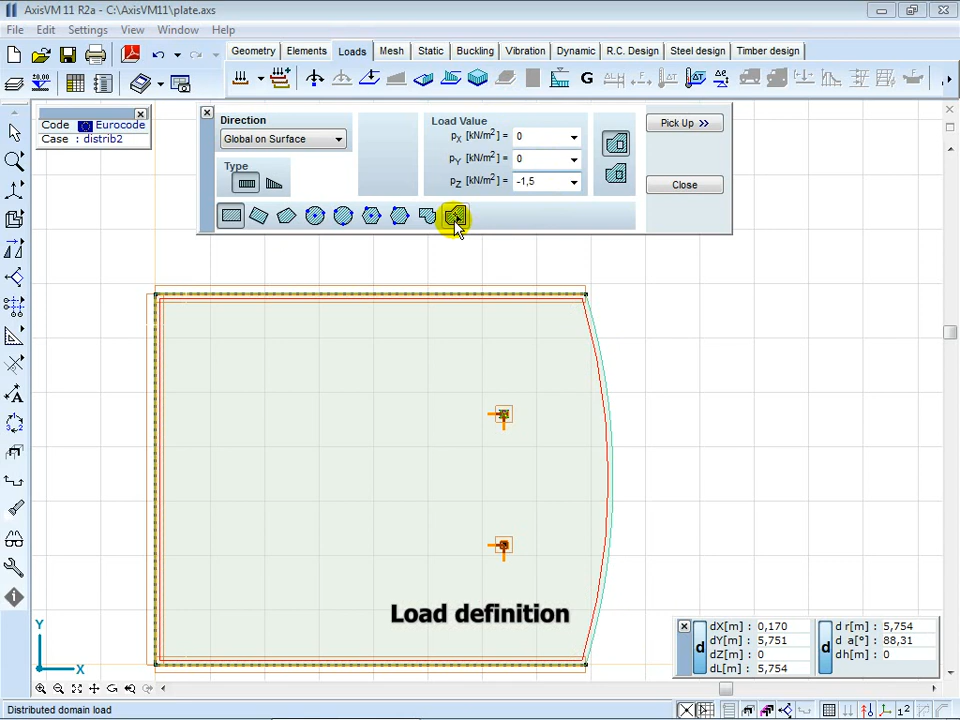 AxisVM 11 R2a - C:\AxisVM11\plate.axs
File Edit Settings View Window Help
Geometry Elements Loads Mesh Static Buckling Vibration Dynamic R.C. Design Steel design Timber design
Code Eurocode
Case : distrib2
Direction
Global on Surface
Type
Load Value
pX [kN/m²] = 0
pY [kN/m²] = 0
pZ [kN/m²] = -1,5
Pick Up >>
Close
Load definition
Y
X
dX[m] : 0,170
dY[m] : 5,751
dZ[m] : 0
dL[m] : 5,754
d r[m] : 5,754
d a[°] : 88,31
dh[m] : 0
d
d
Distributed domain load